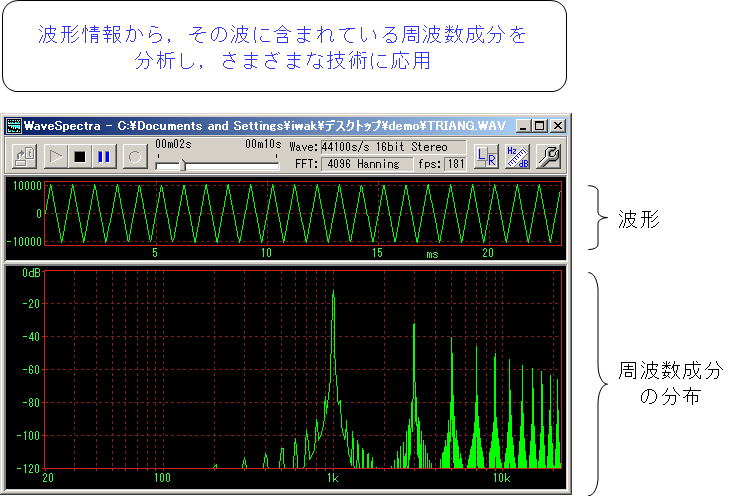 波形情報から，その波に含まれている周波数成分を
分析し，さまざまな技術に応用
WaveSpectra - C:¥Documents and Settings¥iwak¥デスクトップ¥demo¥TRIANG.WAV
00m02s 00m10s Wave: 44100s/s 16bit Stereo
FFT: 4096 Hanning fps: 181
L R Hz dB
10000
0
-10000
5 10 15 ms 20
波形
0dB
-20
-40
-60
-80
-100
-120
20 100 1k 10k
周波数成分
の分布